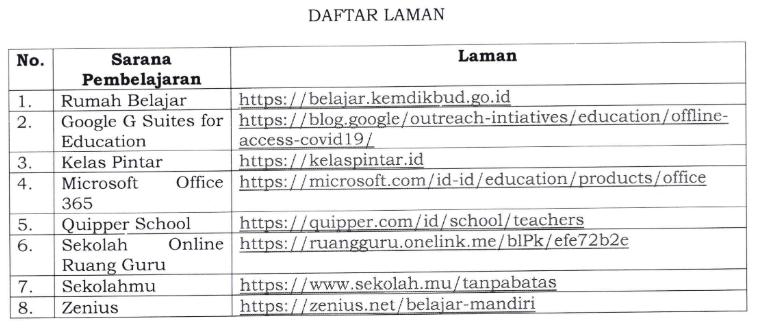 DAFTAR LAMAN
No. Sarana Pembelajaran Laman
1. Rumah Belajar https://belajar.kemdikbud.go.id
2. Google G Suites for https://blog.google/outreach-intiatives/education/offline-
Education access-covid19/
3. Kelas Pintar https://kelaspintar.id
4. Microsoft Office https://microsoft.com/id-id/education/products/office
365
5. Quipper School https://quipper.com/id/school/teachers
6. Sekolah Online https://ruangguru.onelink.me/blPk/efe72b2e
Ruang Guru
7. Sekolahmu https://www.sekolah.mu/tanpabatas
8. Zenius https://zenius.net/belajar-mandiri